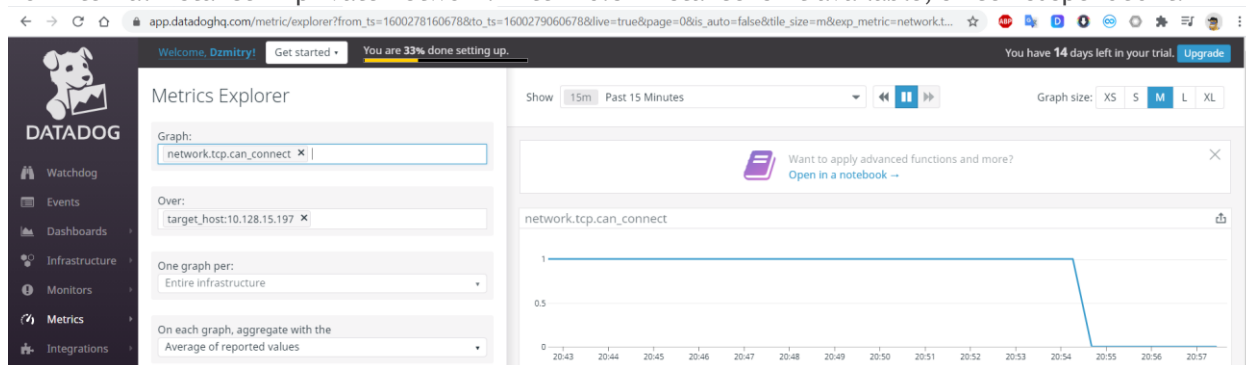 app.datadoghq.com/metric/explorer?from_ts=1600278160678&to_ts=1600279060678&live=true&page=0&is_auto=false&tile_size=m&exp_metric=network.t...
Welcome, Dzmitry! Get started
You are 33% done setting up.
You have 14 days left in your trial. Upgrade
DATADOG
Watchdog
Events
Dashboards
Infrastructure
Monitors
Metrics
Integrations
Metrics Explorer
Graph:
network.tcp.can_connect ×
Over:
target_host:10.128.15.197 ×
One graph per:
Entire infrastructure
On each graph, aggregate with the
Average of reported values
Show 15m Past 15 Minutes
Graph size: XS S M L XL
Want to apply advanced functions and more?
Open in a notebook →
network.tcp.can_connect
1
0.5
0
20:43 20:44 20:45 20:46 20:47 20:48 20:49 20:50 20:51 20:52 20:53 20:54 20:55 20:56 20:57